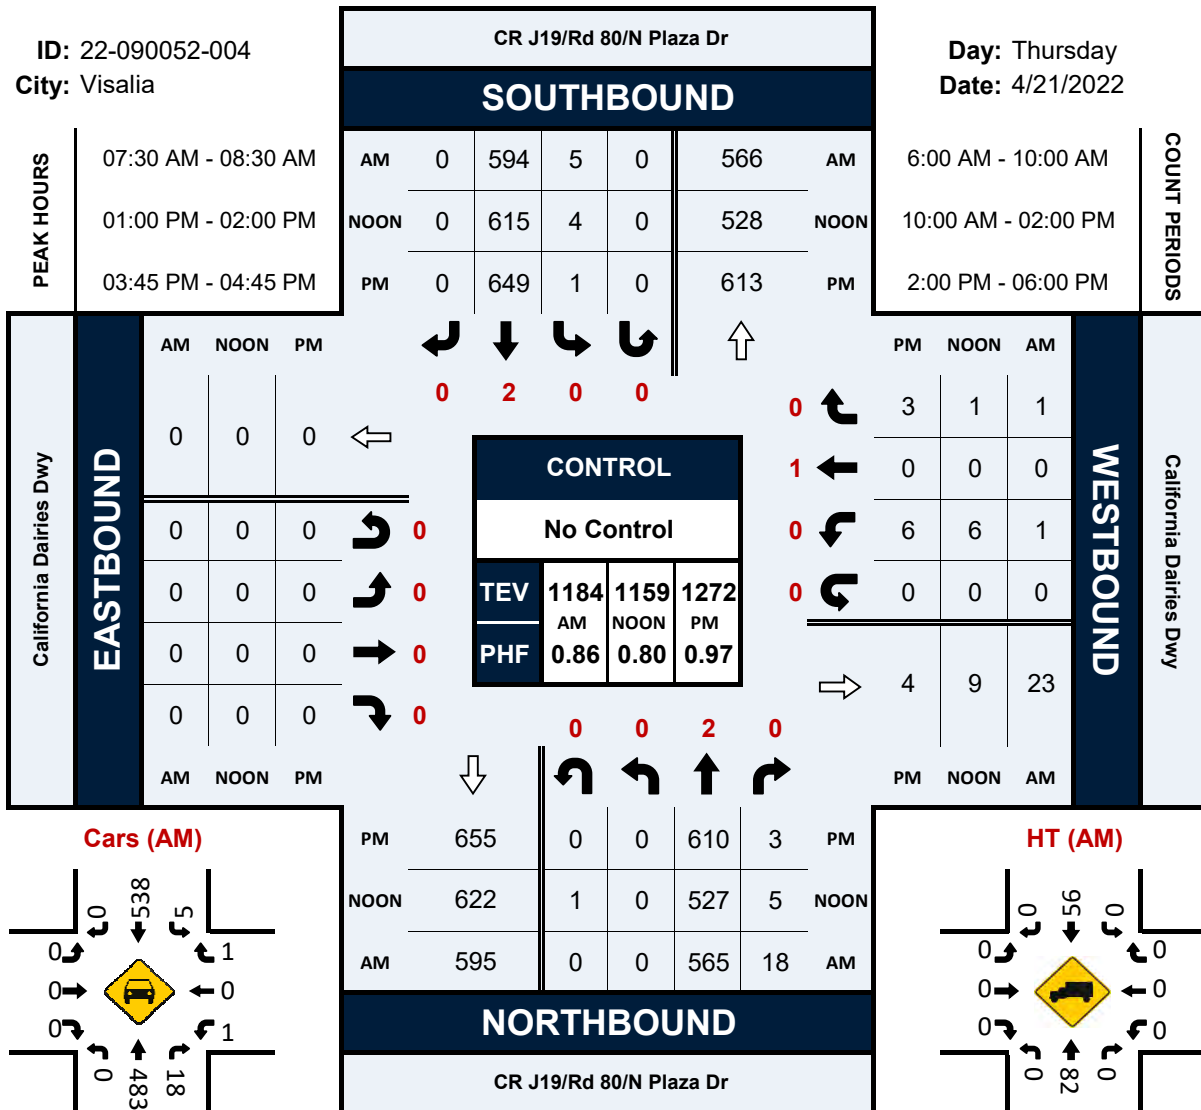 ID: 22-090052-004
City: Visalia
CR J19/Rd 80/N Plaza Dr
SOUTHBOUND
Day: Thursday
Date: 4/21/2022
PEAK HOURS
07:30 AM - 08:30 AM
01:00 PM - 02:00 PM
03:45 PM - 04:45 PM
AM 0 594 5 0 566 AM
NOON 0 615 4 0 528 NOON
PM 0 649 1 0 613 PM
COUNT PERIODS
6:00 AM - 10:00 AM
10:00 AM - 02:00 PM
2:00 PM - 06:00 PM
0 2 0 0
California Dairies Dwy
EASTBOUND
AM NOON PM
0 0 0
0 0 0 0
0 0 0 0
0 0 0 0
0 0 0 0
AM NOON PM
CONTROL
No Control
TEV 1184 1159 1272
AM NOON PM
PHF 0.86 0.80 0.97
PM NOON AM
0 3 1 1
1 0 0 0
0 6 6 1
0 0 0 0
4 9 23
PM NOON AM
WESTBOUND
California Dairies Dwy
0 0 2 0
PM 655 0 0 610 3 PM
NOON 622 1 0 527 5 NOON
AM 595 0 0 565 18 AM
NORTHBOUND
CR J19/Rd 80/N Plaza Dr
Cars (AM)
0 538 5
0 1
0 0
0 1
0 483 18
HT (AM)
0 56 0
0 0
0 0
0 0
0 82 0